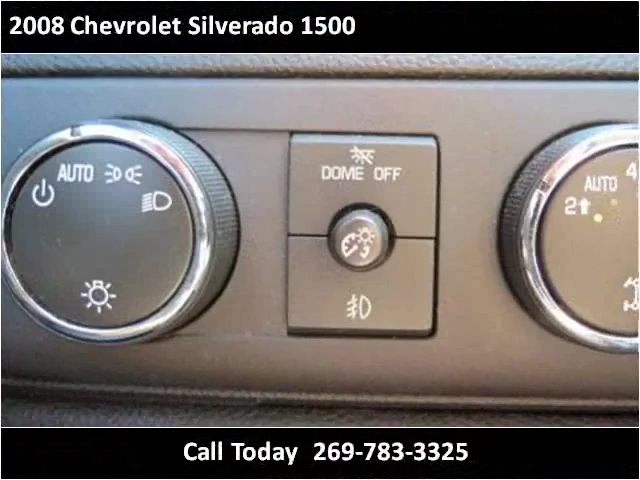 2008 Chevrolet Silverado 1500
AUTO
DOME OFF
AUTO 4
2
Call Today 269-783-3325